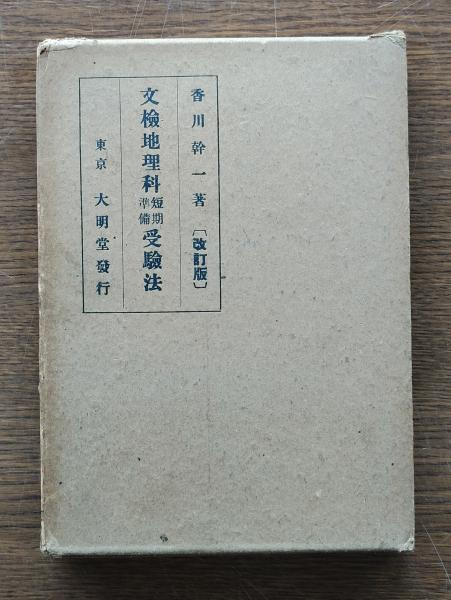 香川幹一著〔改訂版〕
文檢地理科短期準備受驗法
東京 大明堂發行